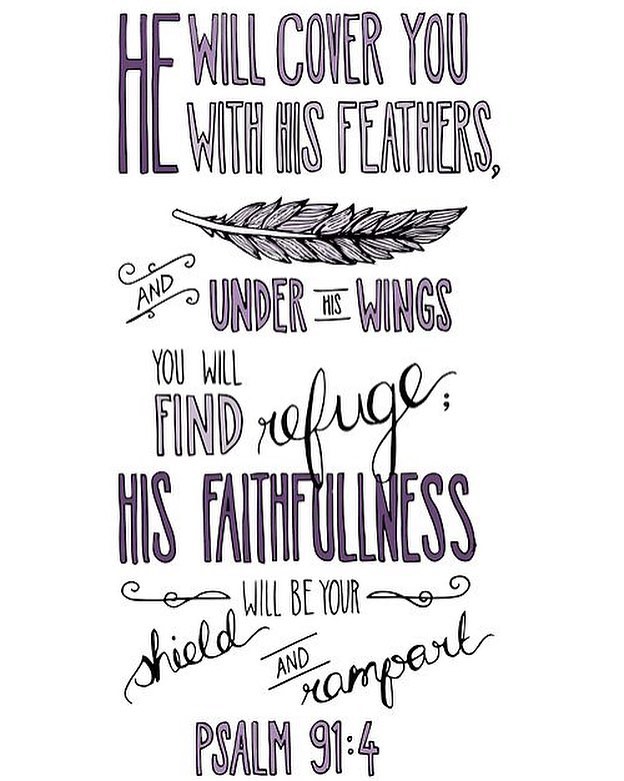 HE WILL COVER YOU
WITH HIS FEATHERS,
AND UNDER HIS WINGS
YOU WILL
FIND refuge;
HIS FAITHFULLNESS
WILL BE YOUR
shield AND rampart
PSALM 91:4